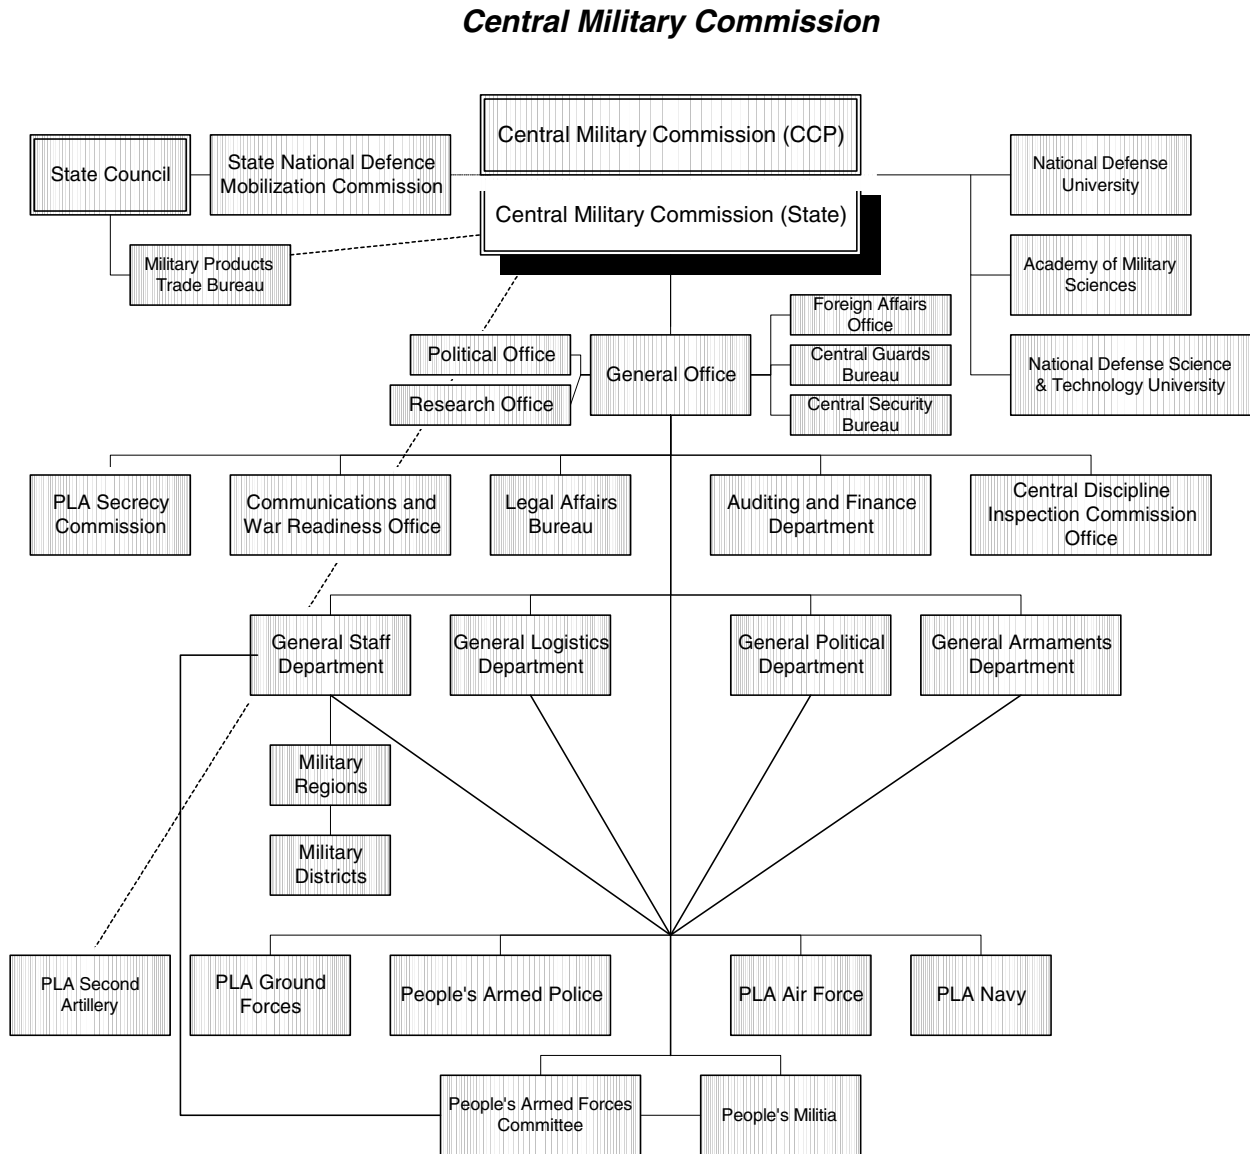 Central Military Commission
Central Military Commission (CCP)
State Council
State National Defence
Mobilization Commission
National Defense
University
Central Military Commission (State)
Military Products
Trade Bureau
Academy of Military
Sciences
Foreign Affairs
Office
Political Office
General Office
Central Guards
Bureau
National Defense Science
& Technology University
Research Office
Central Security
Bureau
PLA Secrecy
Commission
Communications and
War Readiness Office
Legal Affairs
Bureau
Auditing and Finance
Department
Central Discipline
Inspection Commission
Office
General Staff
Department
General Logistics
Department
General Political
Department
General Armaments
Department
Military
Regions
Military
Districts
PLA Second
Artillery
PLA Ground
Forces
People's Armed Police
PLA Air Force
PLA Navy
People's Armed Forces
Committee
People's Militia